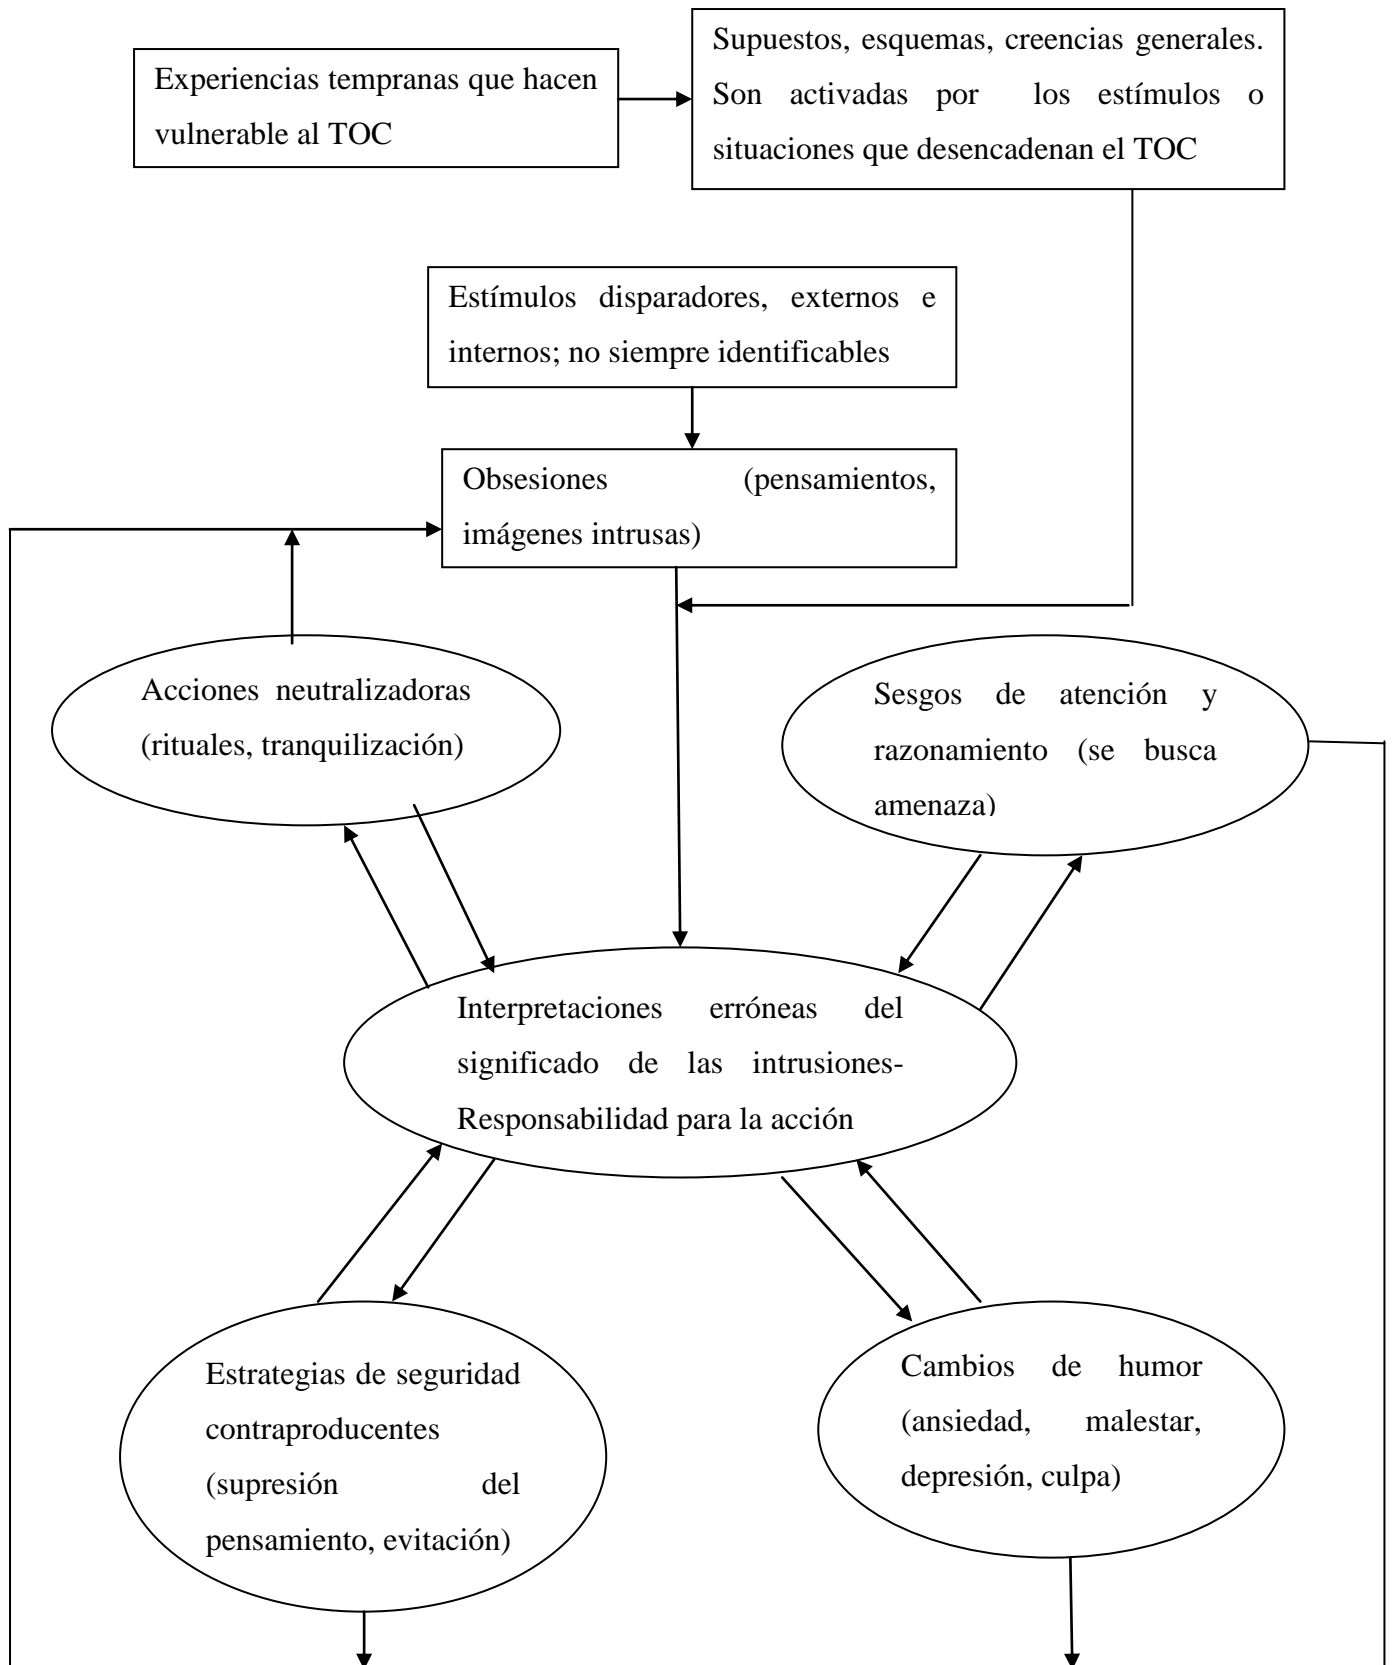 Experiencias tempranas que hacen
vulnerable al TOC
Supuestos, esquemas, creencias generales.
Son activadas por los estímulos o
situaciones que desencadenan el TOC
Estímulos disparadores, externos e
internos; no siempre identificables
Obsesiones (pensamientos,
imágenes intrusas)
Acciones neutralizadoras
(rituales, tranquilización)
Sesgos de atención y
razonamiento (se busca
amenaza)
Interpretaciones erróneas del
significado de las intrusiones-
Responsabilidad para la acción
Estrategias de seguridad
contraproducentes
(supresión del
pensamiento, evitación)
Cambios de humor
(ansiedad, malestar,
depresión, culpa)